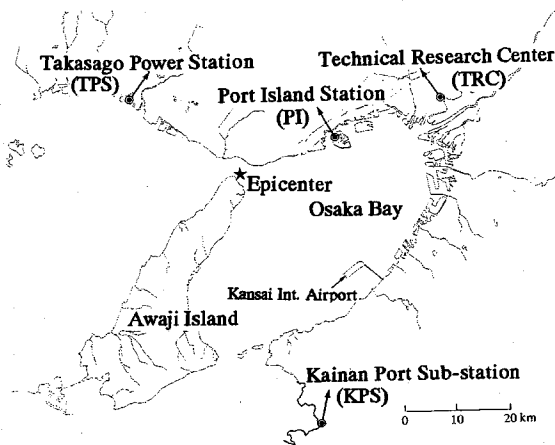 Takasago Power Station
(TPS)
Technical Research Center
(TRC)
Port Island Station
(PI)
Epicenter
Osaka Bay
Kansai Int. Airport
Awaji Island
Kainan Port Sub-station
(KPS)
0 10 20 km